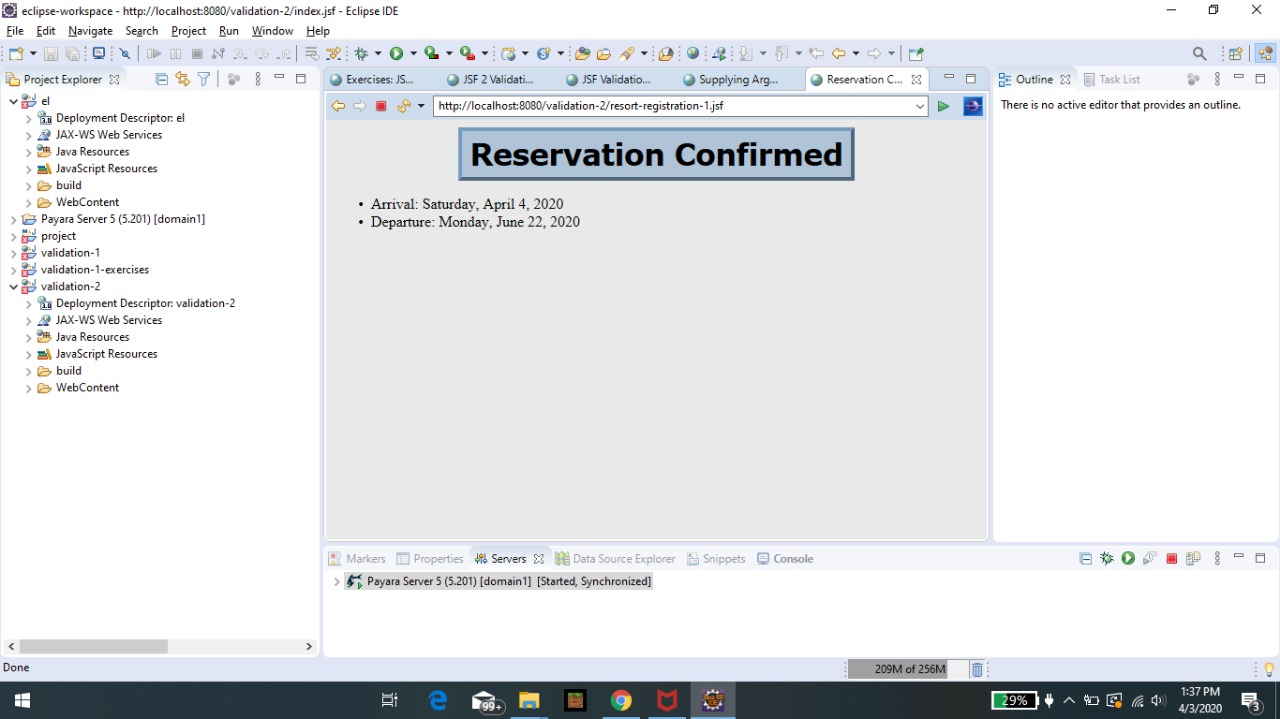 eclipse-workspace - http://localhost:8080/validation-2/index.jsf - Eclipse IDE
File Edit Navigate Search Project Run Window Help
Project Explorer
el
Deployment Descriptor: el
JAX-WS Web Services
Java Resources
JavaScript Resources
build
WebContent
Payara Server 5 (5.201) [domain1]
project
validation-1
validation-1-exercises
validation-2
Deployment Descriptor: validation-2
JAX-WS Web Services
Java Resources
JavaScript Resources
build
WebContent
Exercises: JS... JSF 2 Validati... JSF Validatio... Supplying Arg... Reservation C...
http://localhost:8080/validation-2/resort-registration-1.jsf
Reservation Confirmed
• Arrival: Saturday, April 4, 2020
• Departure: Monday, June 22, 2020
Outline Task List
There is no active editor that provides an outline.
Markers Properties Servers Data Source Explorer Snippets Console
Payara Server 5 (5.201) [domain1] [Started, Synchronized]
Done
209M of 256M
99+
29%
1:37 PM
4/3/2020
3